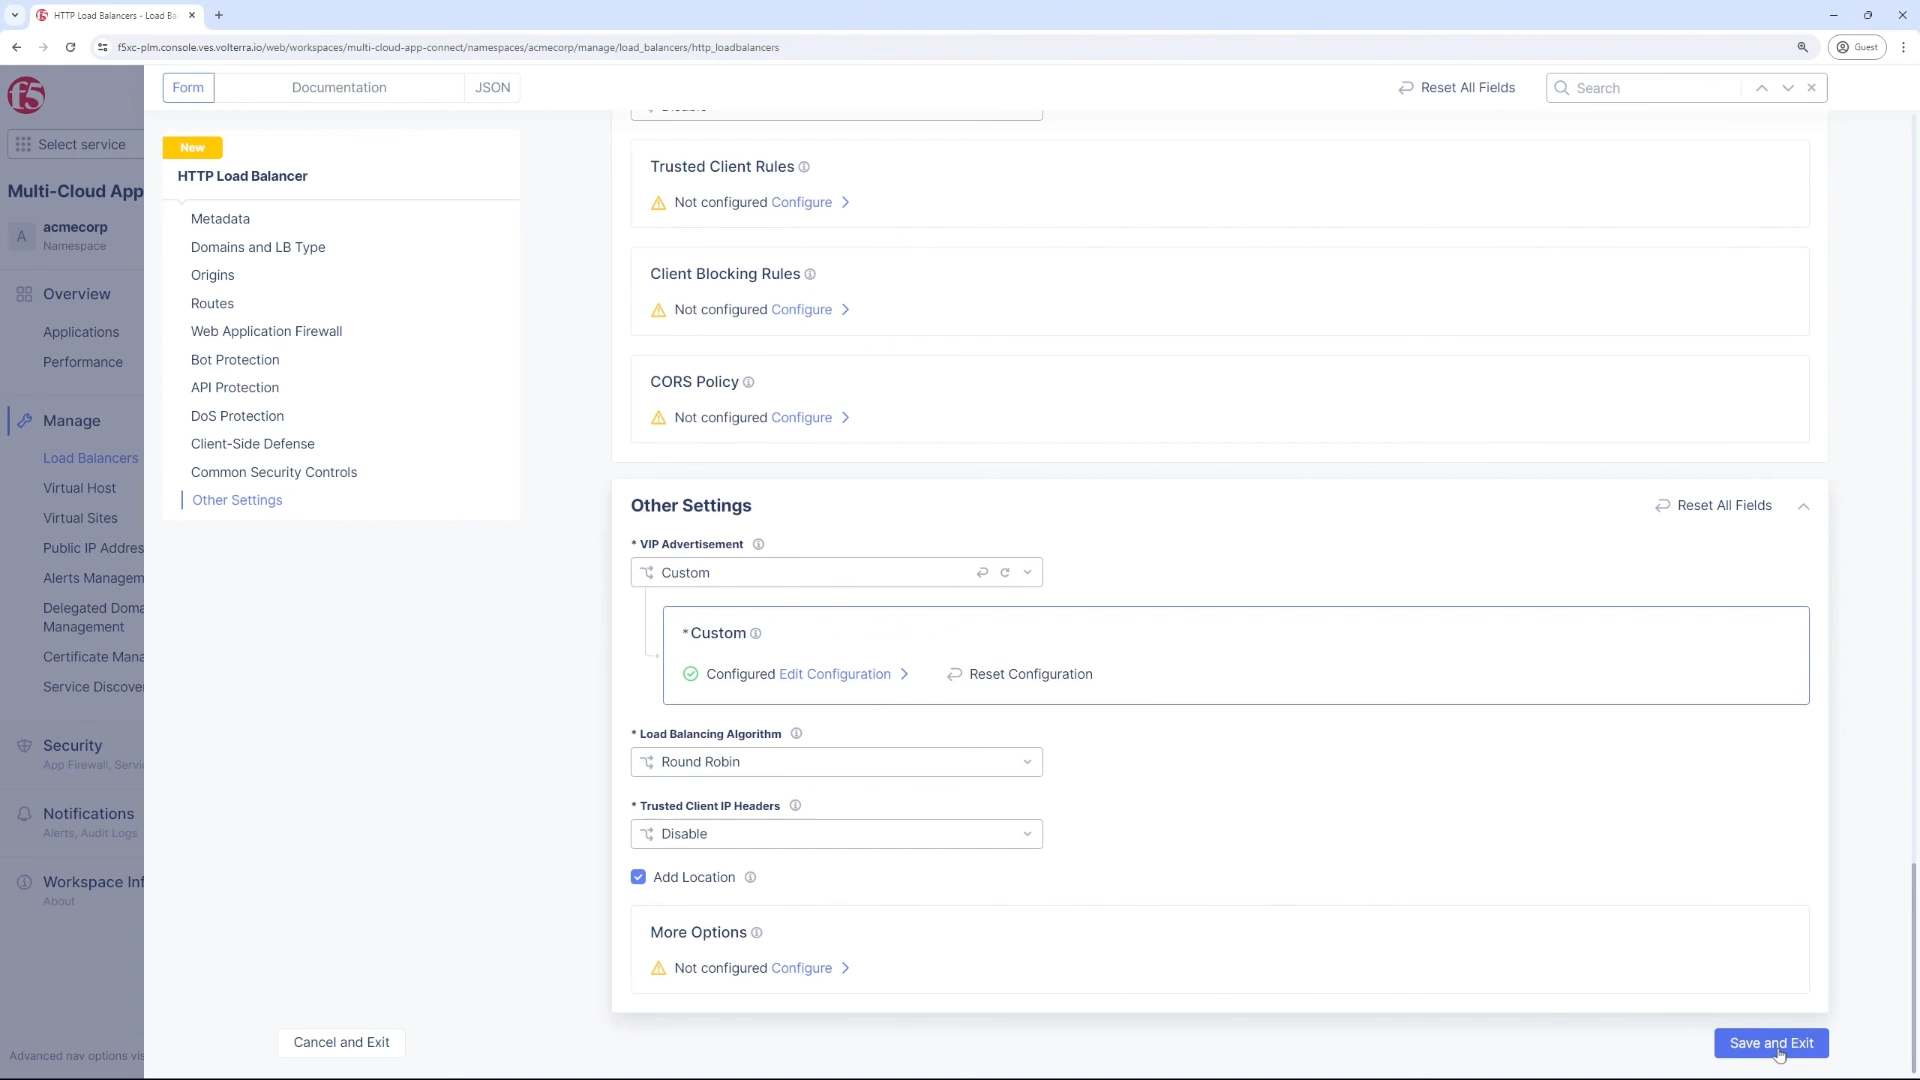 HTTP Load Balancers - Load Ba
f5xc-plm.console.ves.volterra.io/web/workspaces/multi-cloud-app-connect/namespaces/acmecorp/manage/load_balancers/http_loadbalancers
Guest
f5
Select service
Multi-Cloud App
A
acmecorp
Namespace
Overview
Applications
Performance
Manage
Load Balancers
Virtual Host
Virtual Sites
Public IP Addres
Alerts Managem
Delegated Doma
Management
Certificate Mana
Service Discove
Security
App Firewall, Servi
Notifications
Alerts, Audit Logs
Workspace Inf
About
Advanced nav options vis
Form
Documentation
JSON
Reset All Fields
Search
New
HTTP Load Balancer
Metadata
Domains and LB Type
Origins
Routes
Web Application Firewall
Bot Protection
API Protection
DoS Protection
Client-Side Defense
Common Security Controls
Other Settings
Trusted Client Rules
Not configured Configure
Client Blocking Rules
Not configured Configure
CORS Policy
Not configured Configure
Other Settings
Reset All Fields
* VIP Advertisement
Custom
* Custom
Configured Edit Configuration
Reset Configuration
* Load Balancing Algorithm
Round Robin
* Trusted Client IP Headers
Disable
Add Location
More Options
Not configured Configure
Cancel and Exit
Save and Exit